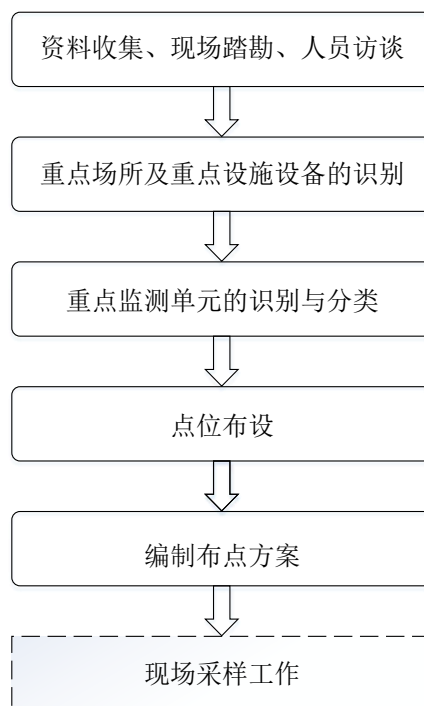 资料收集、现场踏勘、人员访谈
重点场所及重点设施设备的识别
重点监测单元的识别与分类
点位布设
编制布点方案
现场采样工作